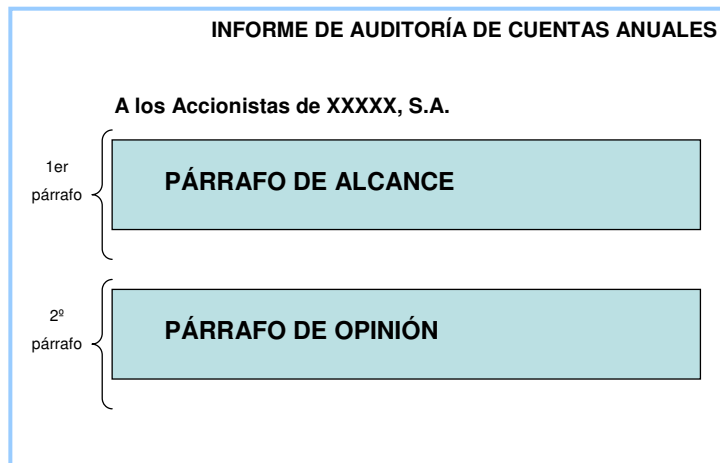 INFORME DE AUDITORÍA DE CUENTAS ANUALES
A los Accionistas de XXXXX, S.A.
1er
párrafo
PÁRRAFO DE ALCANCE
2º
párrafo
PÁRRAFO DE OPINIÓN